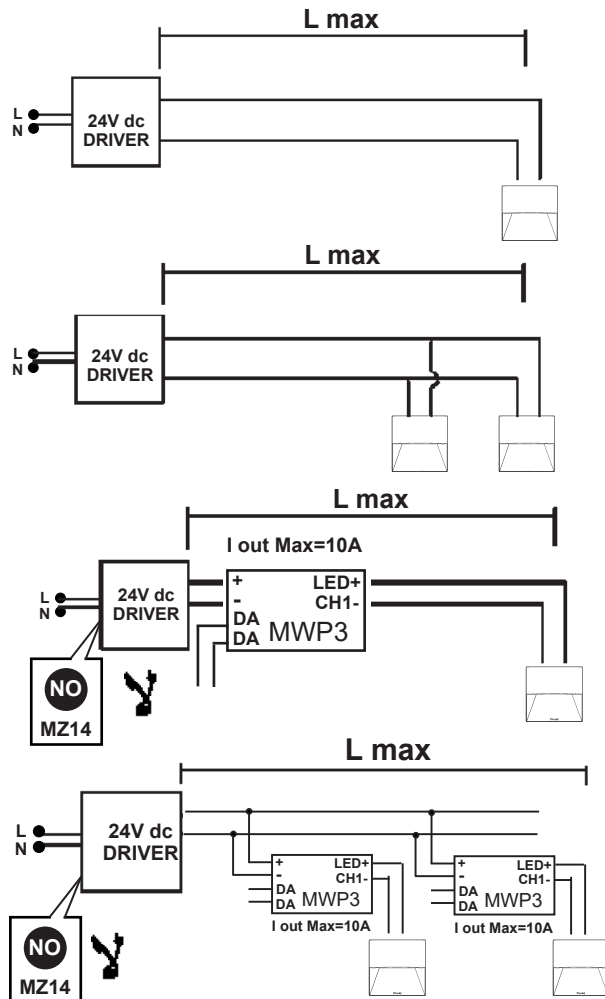 L max
L
N
24V dc
DRIVER
L max
L
N
24V dc
DRIVER
L max
I out Max=10A
L
N
24V dc
DRIVER
+ LED+
- CH1-
DA
DA
MWP3
NO
MZ14
L max
L
N
24V dc
DRIVER
+ LED+
- CH1-
DA
DA
MWP3
I out Max=10A
+ LED+
- CH1-
DA
DA
MWP3
I out Max=10A
NO
MZ14